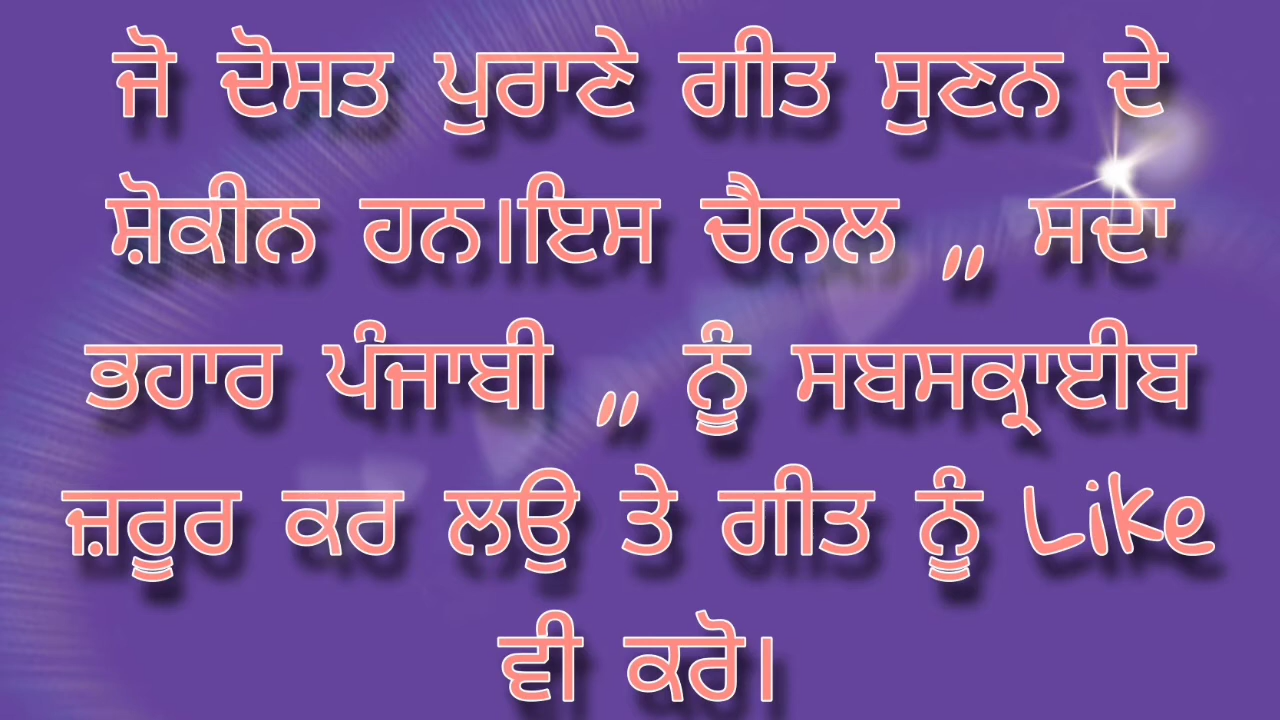 ਜੋ ਦੋਸਤ ਪੁਰਾਣੇ ਗੀਤ ਸੁਣਨ ਦੇ
ਸ਼ੋਕੀਨ ਹਨ।ਇਸ ਚੈਨਲ ,, ਸਦਾ
ਭਹਾਰ ਪੰਜਾਬੀ ,, ਨੂੰ ਸਬਸਕ੍ਰਾਈਬ
ਜ਼ਰੂਰ ਕਰ ਲਉ ਤੇ ਗੀਤ ਨੂੰ Like
ਵੀ ਕਰੋ।